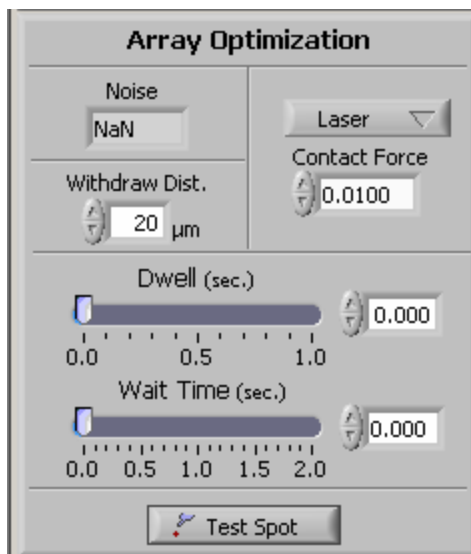 Array Optimization
Noise
NaN
Laser
Contact Force
0.0100
Withdraw Dist.
20 µm
Dwell (sec.)
0.000
0.0 0.5 1.0
Wait Time (sec.)
0.000
0.0 0.5 1.0 1.5 2.0
Test Spot